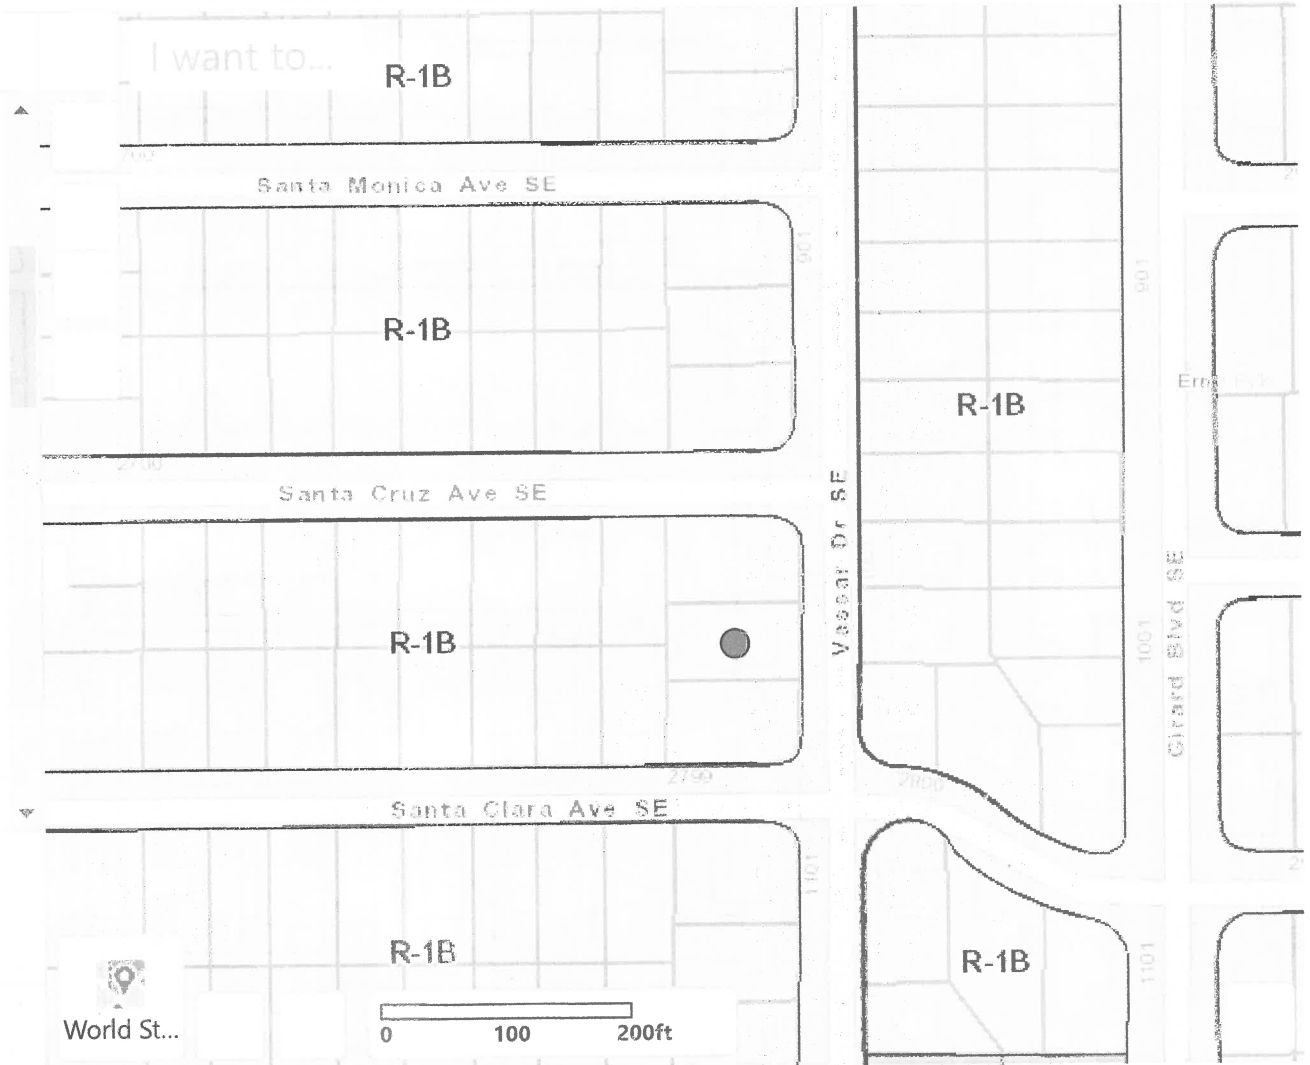 I want to...
R-1B
Santa Monica Ave SE
901
R-1B
901
R-1B
2700
Santa Cruz Ave SE
Vassar Dr SE
R-1B
1001
Girard Blvd SE
2799
2800
Santa Clara Ave SE
1101
R-1B
R-1B
1101
World St...
0 100 200ft